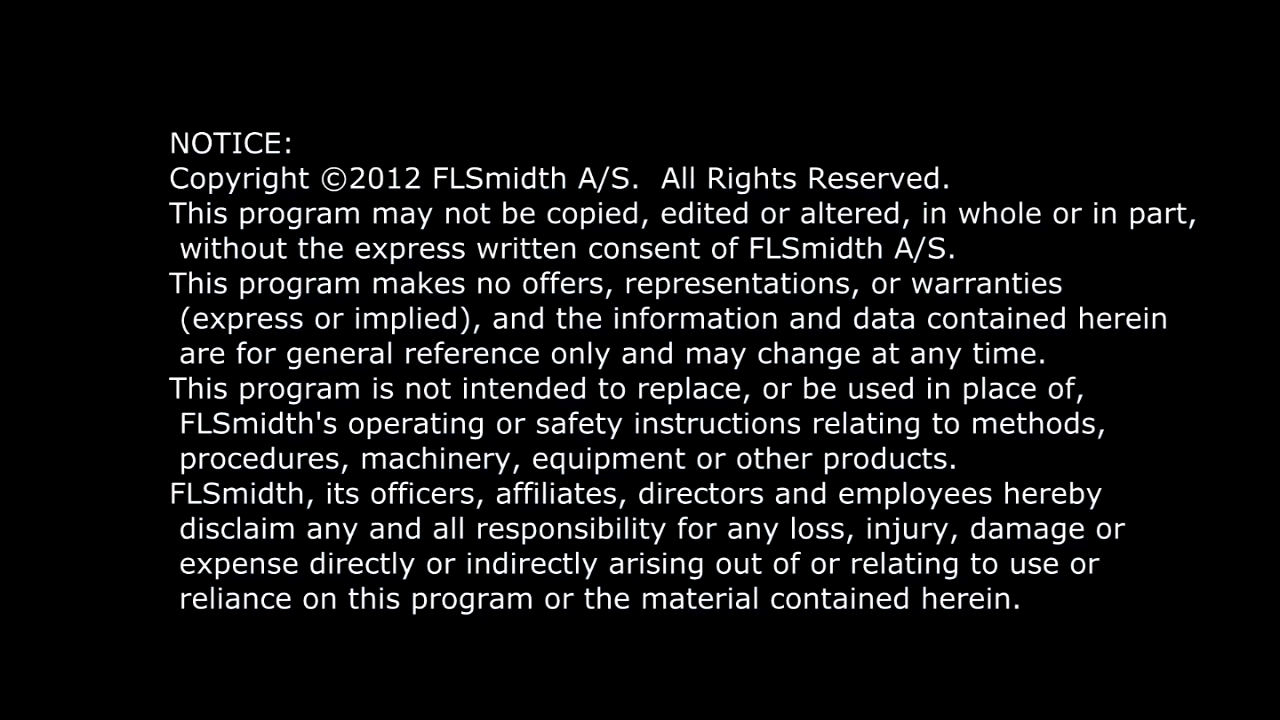 NOTICE:
Copyright ©2012 FLSmidth A/S.  All Rights Reserved.
This program may not be copied, edited or altered, in whole or in part,
without the express written consent of FLSmidth A/S.
This program makes no offers, representations, or warranties
(express or implied), and the information and data contained herein
are for general reference only and may change at any time.
This program is not intended to replace, or be used in place of,
FLSmidth's operating or safety instructions relating to methods,
procedures, machinery, equipment or other products.
FLSmidth, its officers, affiliates, directors and employees hereby
disclaim any and all responsibility for any loss, injury, damage or
expense directly or indirectly arising out of or relating to use or
reliance on this program or the material contained herein.